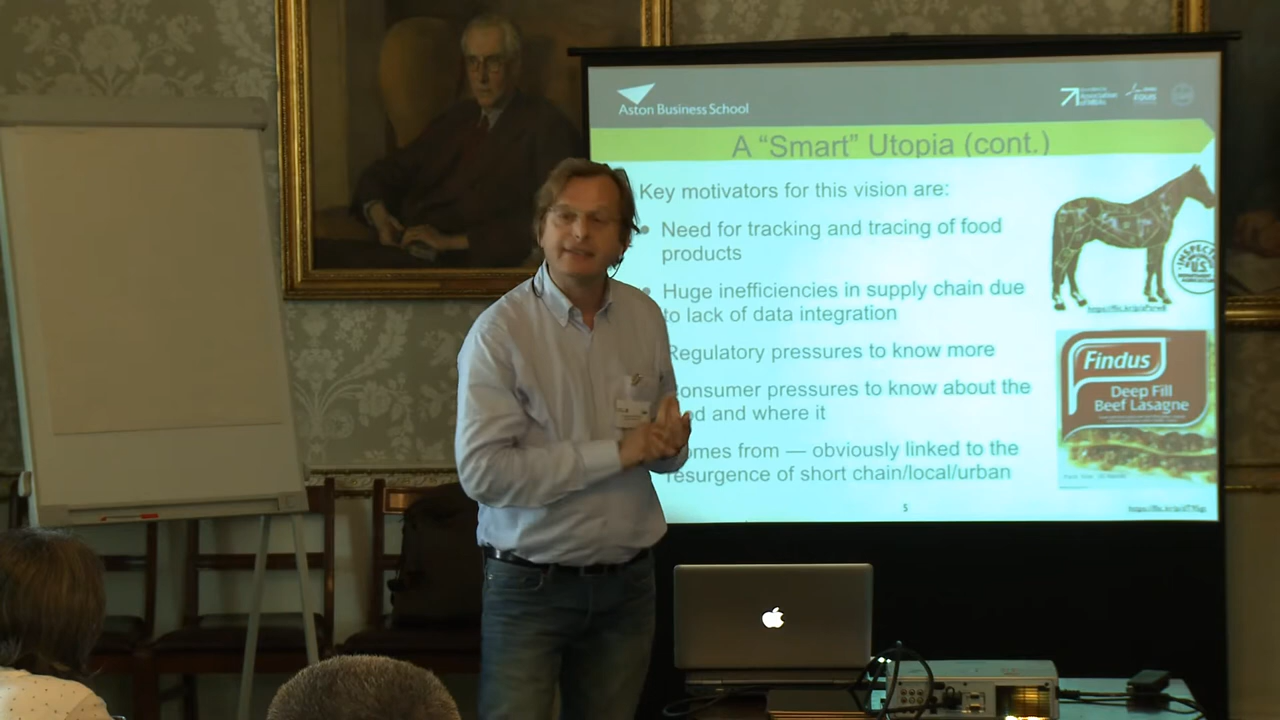 Aston Business School
A “Smart” Utopia (cont.)
Key motivators for this vision are:
• Need for tracking and tracing of food
products
• Huge inefficiencies in supply chain due
to lack of data integration
Regulatory pressures to know more
onsumer pressures to know about the
d and where it
omes from — obviously linked to the
resurgence of short chain/local/urban
5
Findus
Deep Fill
Beef Lasagne